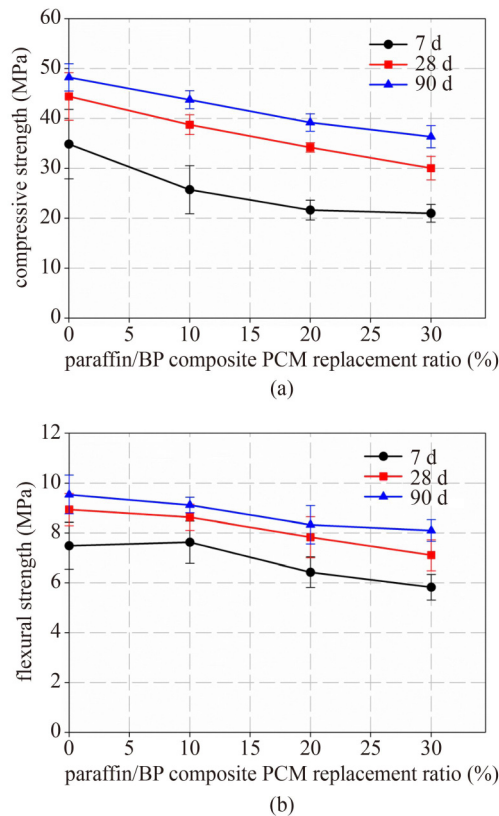 60
50
40
30
20
10
0
compressive strength (MPa)
7 d
28 d
90 d
0 5 10 15 20 25 30
paraffin/BP composite PCM replacement ratio (%)
(a)
12
10
8
6
4
2
0
flexural strength (MPa)
7 d
28 d
90 d
0 5 10 15 20 25 30
paraffin/BP composite PCM replacement ratio (%)
(b)